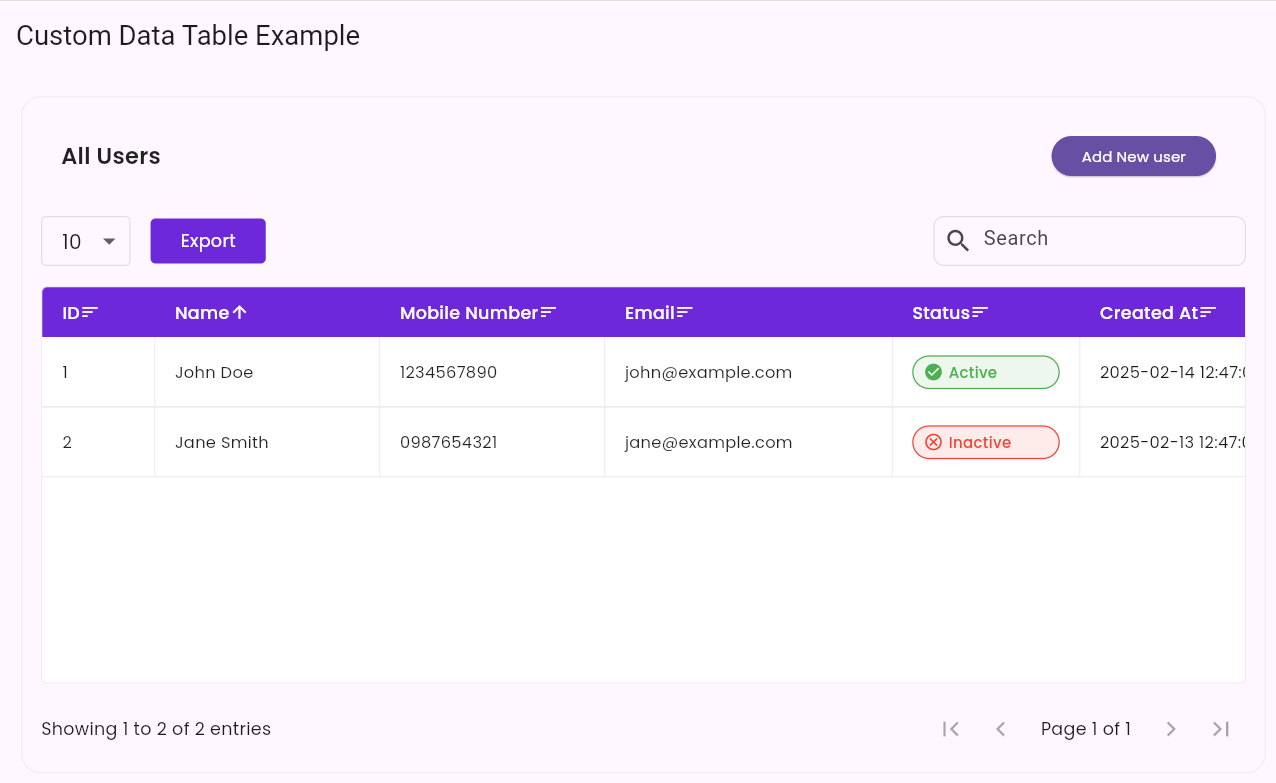 Custom Data Table Example
All Users
Add New user
10
Export
Search
ID Name Mobile Number Email Status Created At
1 John Doe 1234567890 john@example.com Active 2025-02-14 12:47:0
2 Jane Smith 0987654321 jane@example.com Inactive 2025-02-13 12:47:0
Showing 1 to 2 of 2 entries
Page 1 of 1